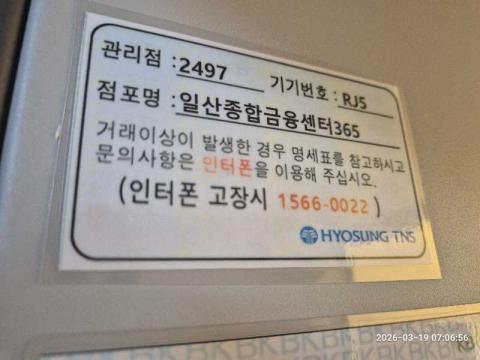 관리점 : 2497 기기번호 : RJ5
점포명 : 일산종합금융센터365
거래이상이 발생한 경우 명세표를 참고하시고
문의사항은 인터폰을 이용해 주십시오.
(인터폰 고장시 1566-0022)
HYOSUNG TNS
2026-03-19 07:06:56